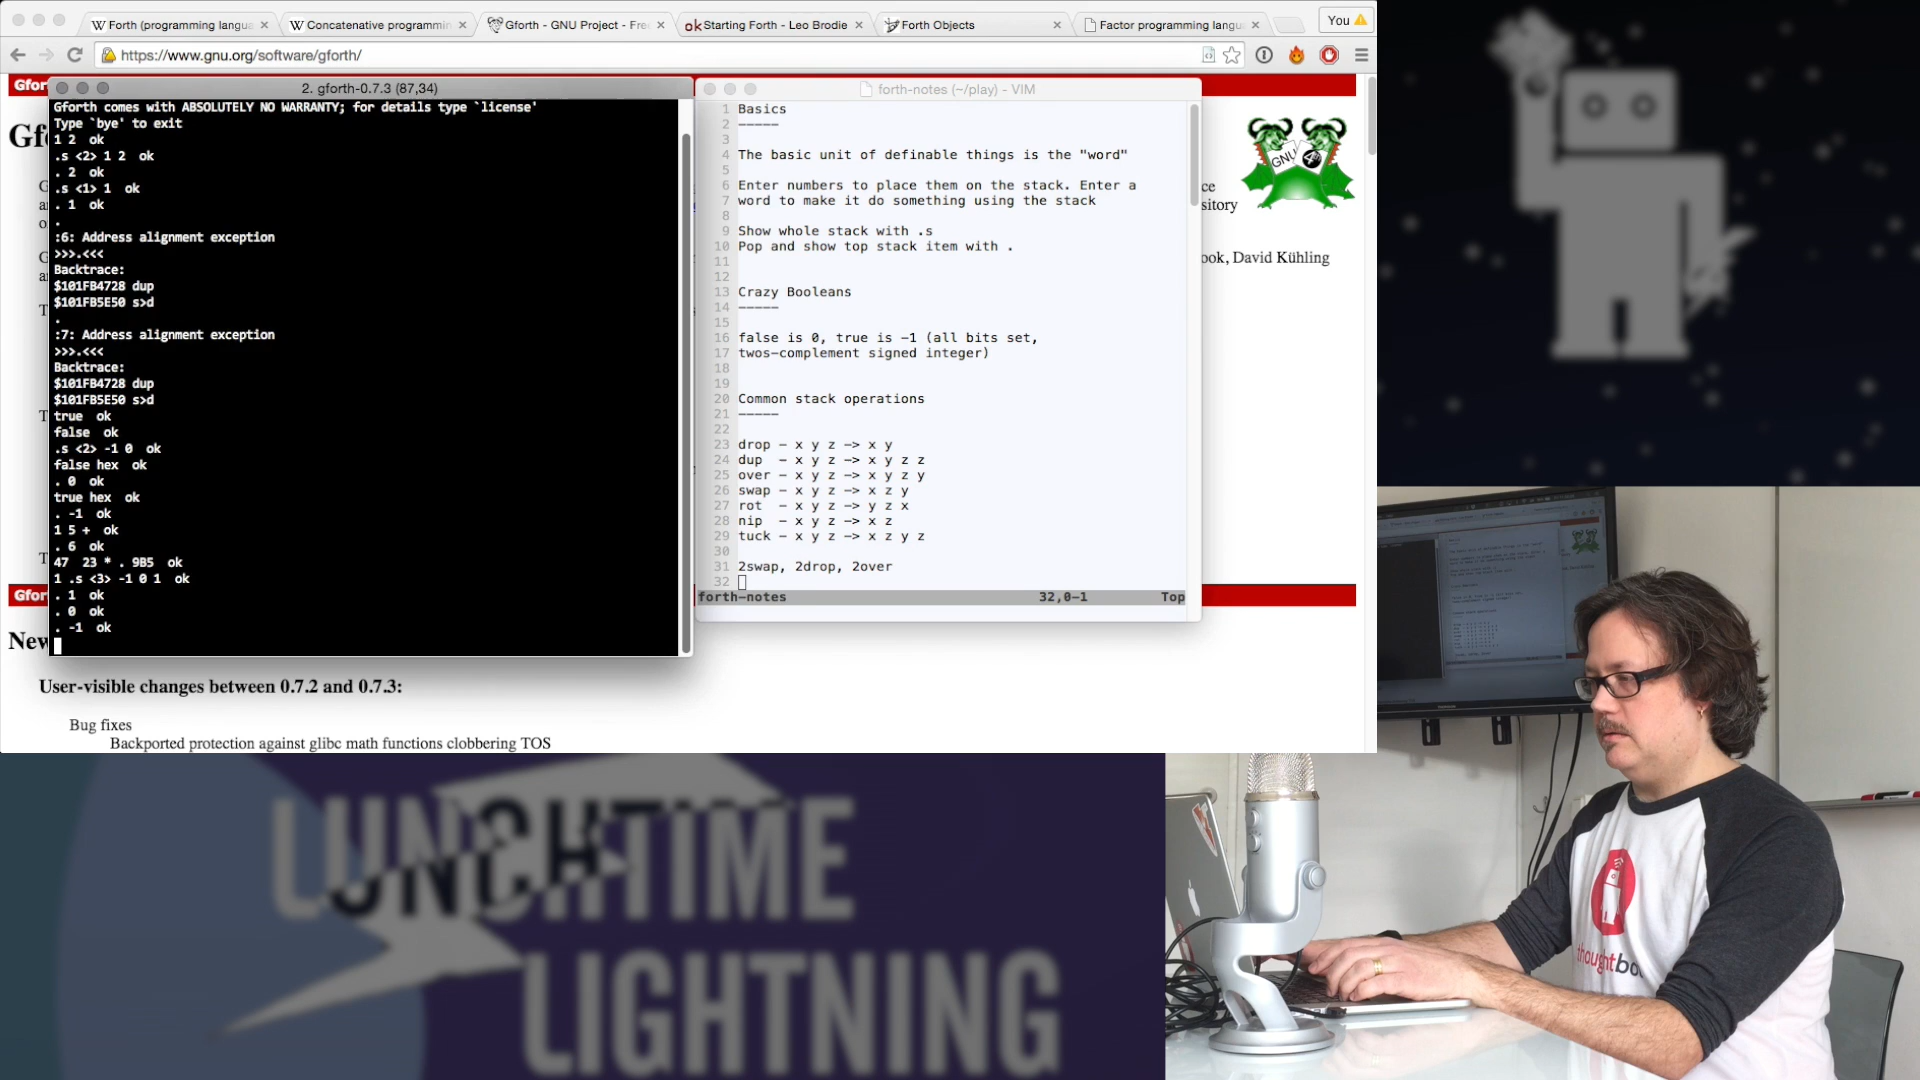 Forth (programming langua
Concatenative programmin
Gforth - GNU Project - Fre
Starting Forth - Leo Brodie
Forth Objects
Factor programming langu
You
https://www.gnu.org/software/gforth/
Gfor
2. gforth-0.7.3 (87,34)
Gforth comes with ABSOLUTELY NO WARRANTY; for details type `license'
Type `bye' to exit
1 2  ok
.s <2> 1 2  ok
. 2  ok
.s <1> 1  ok
. 1  ok
.
:6: Address alignment exception
>>>.<<<
Backtrace:
$101FB4728 dup
$101FB5E50 s>d
.
:7: Address alignment exception
>>>.<<<
Backtrace:
$101FB4728 dup
$101FB5E50 s>d
true  ok
false  ok
.s <2> -1 0  ok
false hex  ok
. 0  ok
true hex  ok
. -1  ok
1 5 +  ok
. 6  ok
47  23 * . 9B5  ok
1 .s <3> -1 0 1  ok
. 1  ok
. 0  ok
. -1  ok
forth-notes (~/play) - VIM
1 Basics
2 -----
3
4 The basic unit of definable things is the "word"
5
6 Enter numbers to place them on the stack. Enter a
7 word to make it do something using the stack
8
9 Show whole stack with .s
10 Pop and show top stack item with .
11
12
13 Crazy Booleans
14 -----
15
16 false is 0, true is -1 (all bits set,
17 twos-complement signed integer)
18
19
20 Common stack operations
21 -----
22
23 drop - x y z -> x y
24 dup  - x y z -> x y z z
25 over - x y z -> x y z y
26 swap - x y z -> x z y
27 rot  - x y z -> y z x
28 nip  - x y z -> x z
29 tuck - x y z -> x z y z
30
31 2swap, 2drop, 2over
32
forth-notes 32,0-1 Top
GNU 4th
ce
sitory
ook, David Kühling
Gfor
New
User-visible changes between 0.7.2 and 0.7.3:
Bug fixes
Backported protection against glibc math functions clobbering TOS
LUNCHTIME
LIGHTNING
thoughtbo